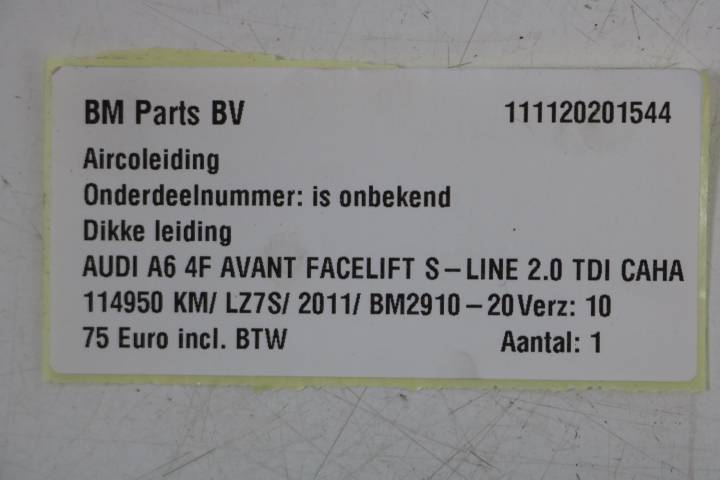 BM Parts BV 111120201544
Aircoleiding
Onderdeelnummer: is onbekend
Dikke leiding
AUDI A6 4F AVANT FACELIFT S-LINE 2.0 TDI CAHA
114950 KM/ LZ7S/ 2011/ BM2910-20Verz: 10
75 Euro incl. BTW Aantal: 1